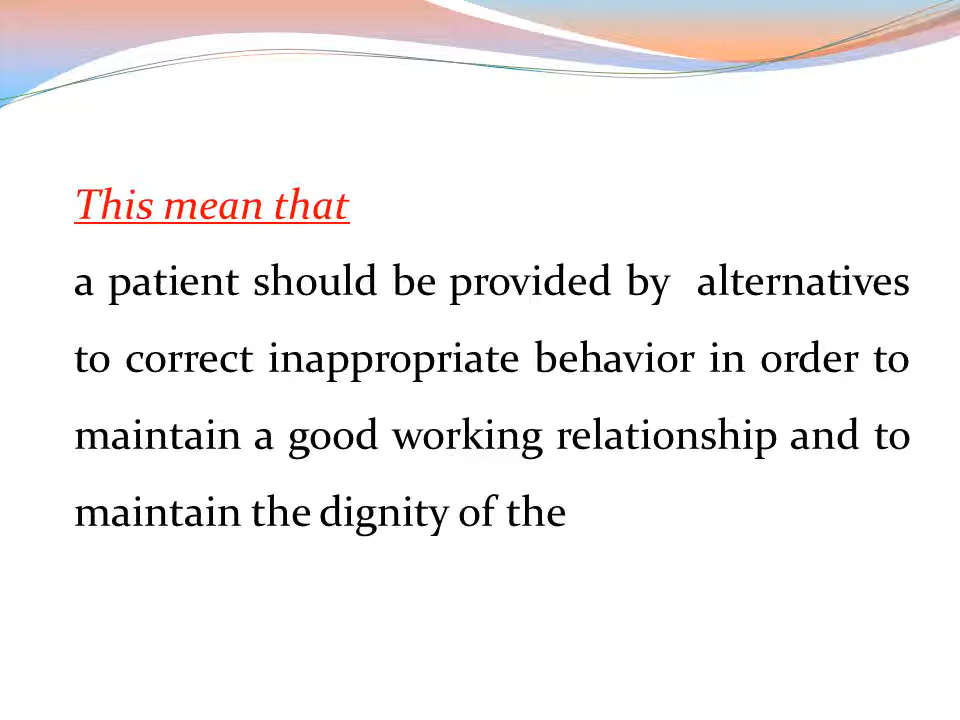 This mean that
a patient should be provided by alternatives
to correct inappropriate behavior in order to
maintain a good working relationship and to
maintain the dignity of the